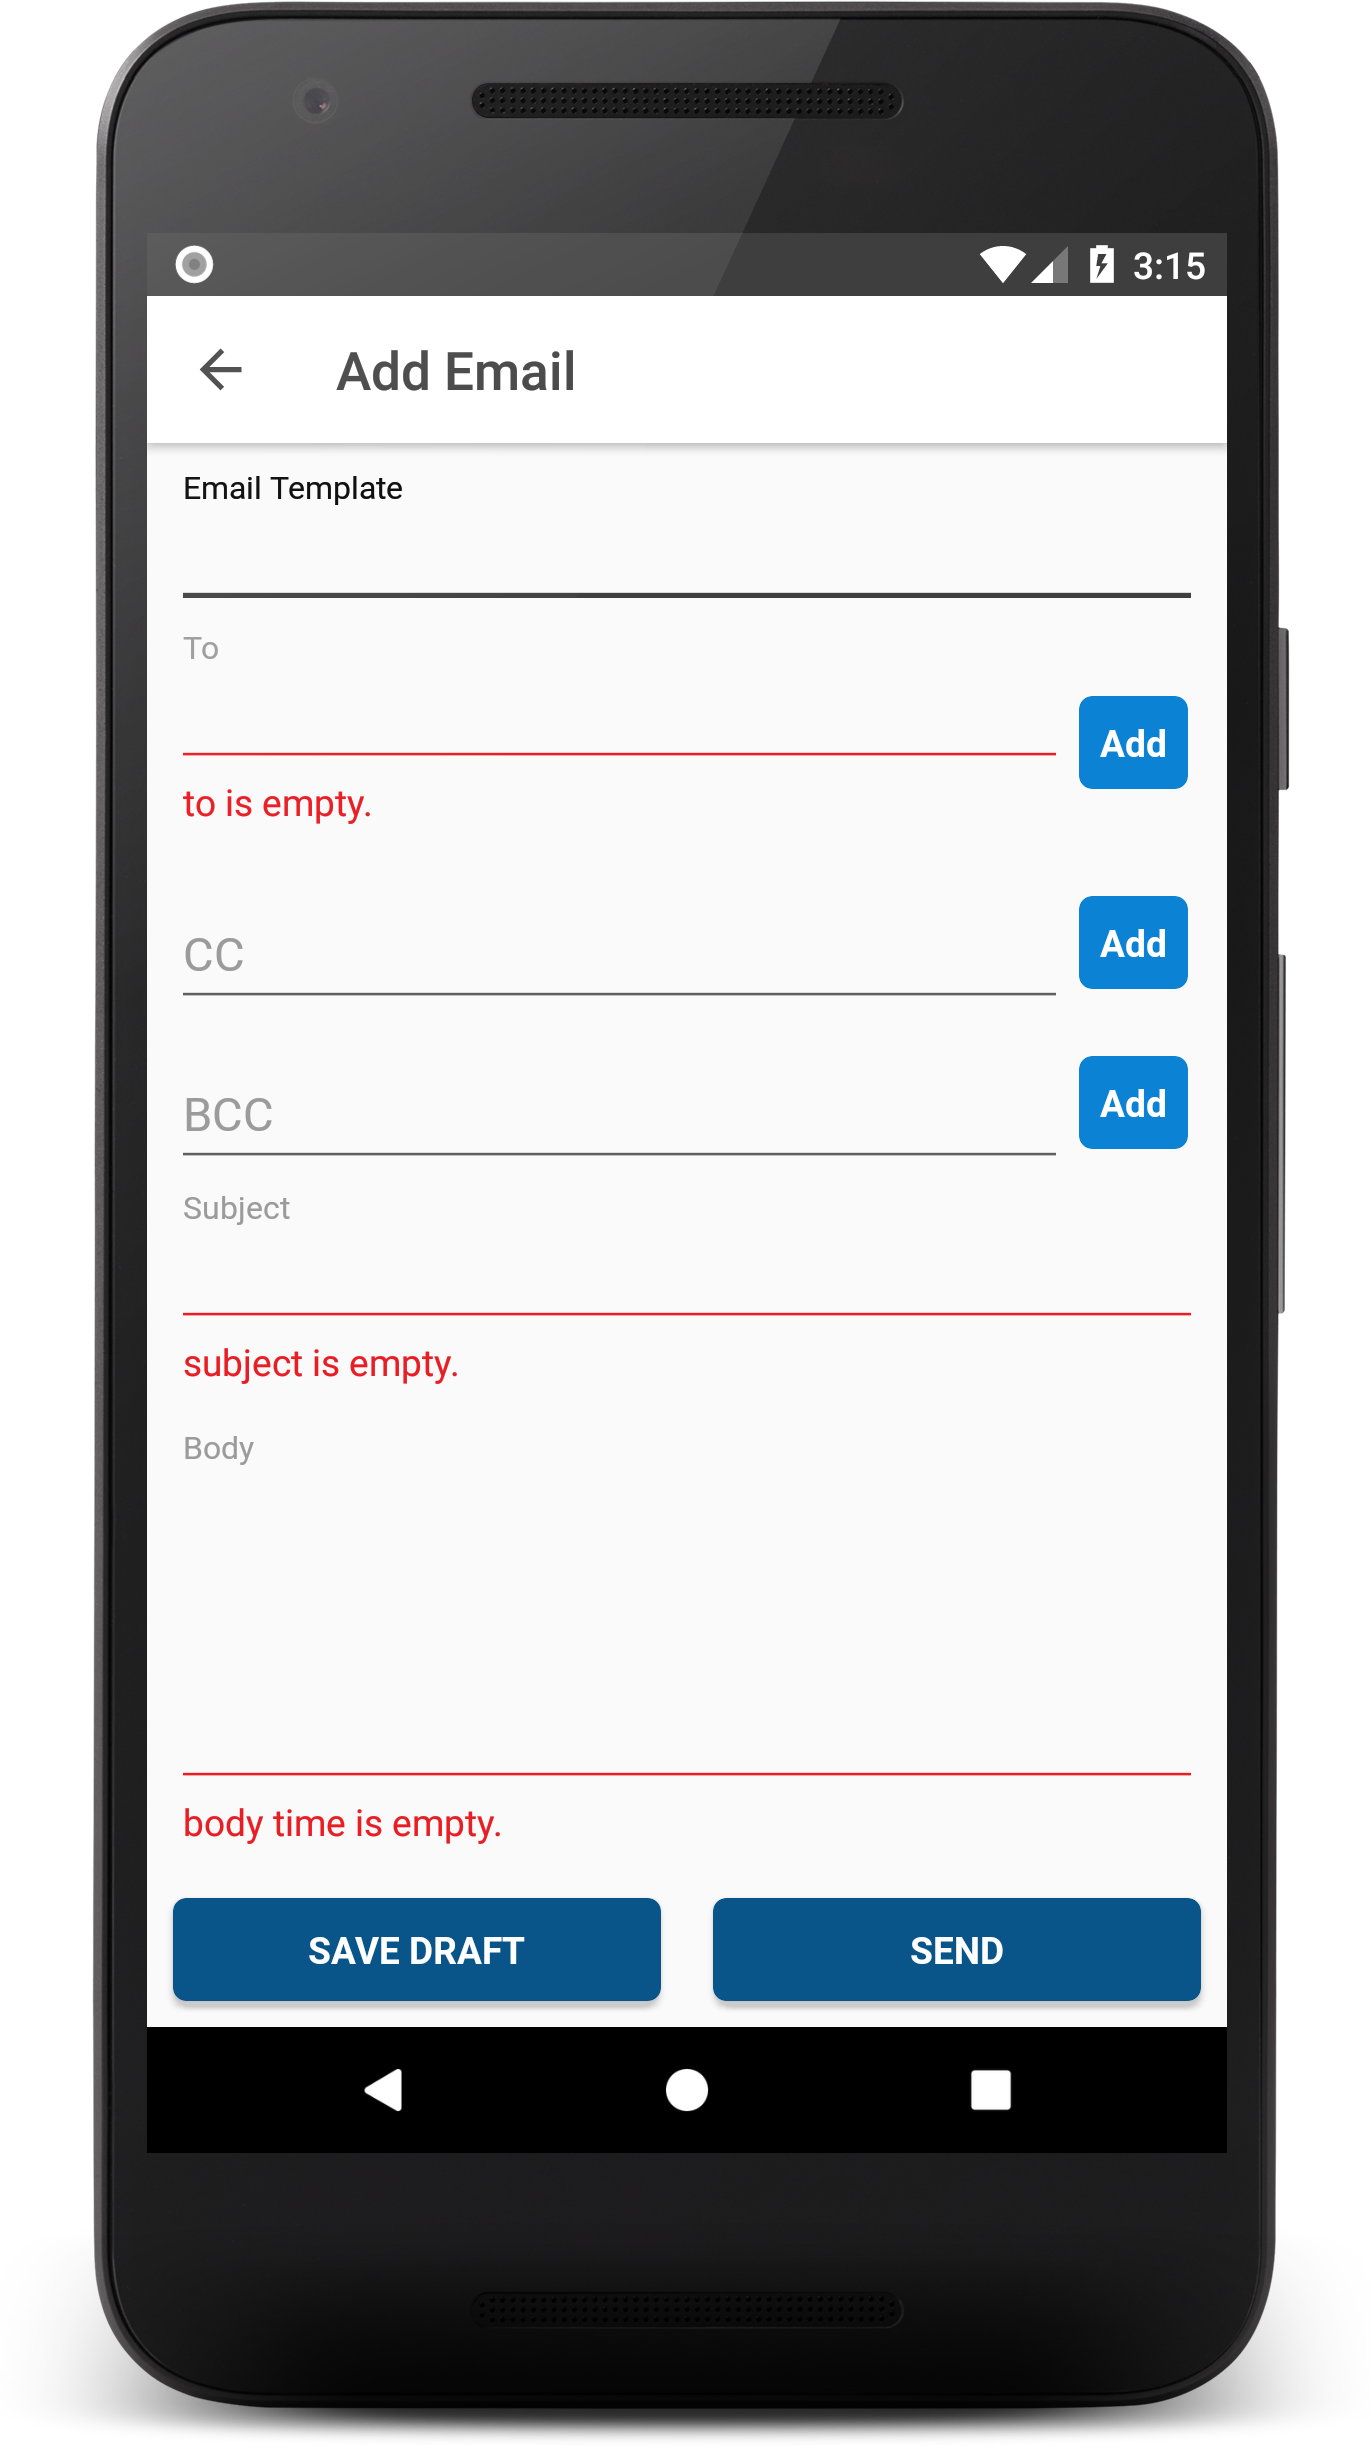 3:15
Add Email
Email Template
To
Add
to is empty.
CC
Add
BCC
Add
Subject
subject is empty.
Body
body time is empty.
SAVE DRAFT
SEND